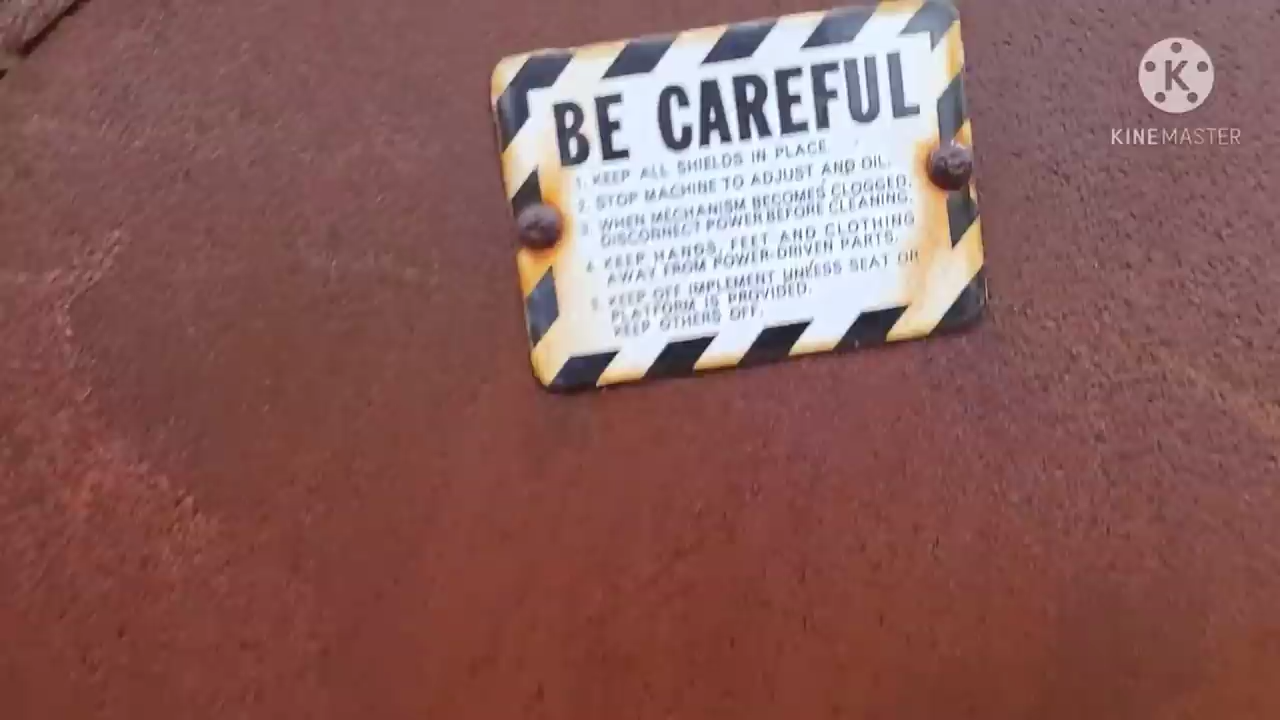 BE CAREFUL
1. KEEP ALL SHIELDS IN PLACE
2. STOP MACHINE TO ADJUST AND OIL.
3. WHEN MECHANISM BECOMES CLOGGED,
DISCONNECT POWER BEFORE CLEANING.
4. KEEP HANDS, FEET AND CLOTHING
AWAY FROM POWER-DRIVEN PARTS.
5. KEEP OFF IMPLEMENT UNLESS SEAT OR
PLATFORM IS PROVIDED.
KEEP OTHERS OFF.
K
KINEMASTER